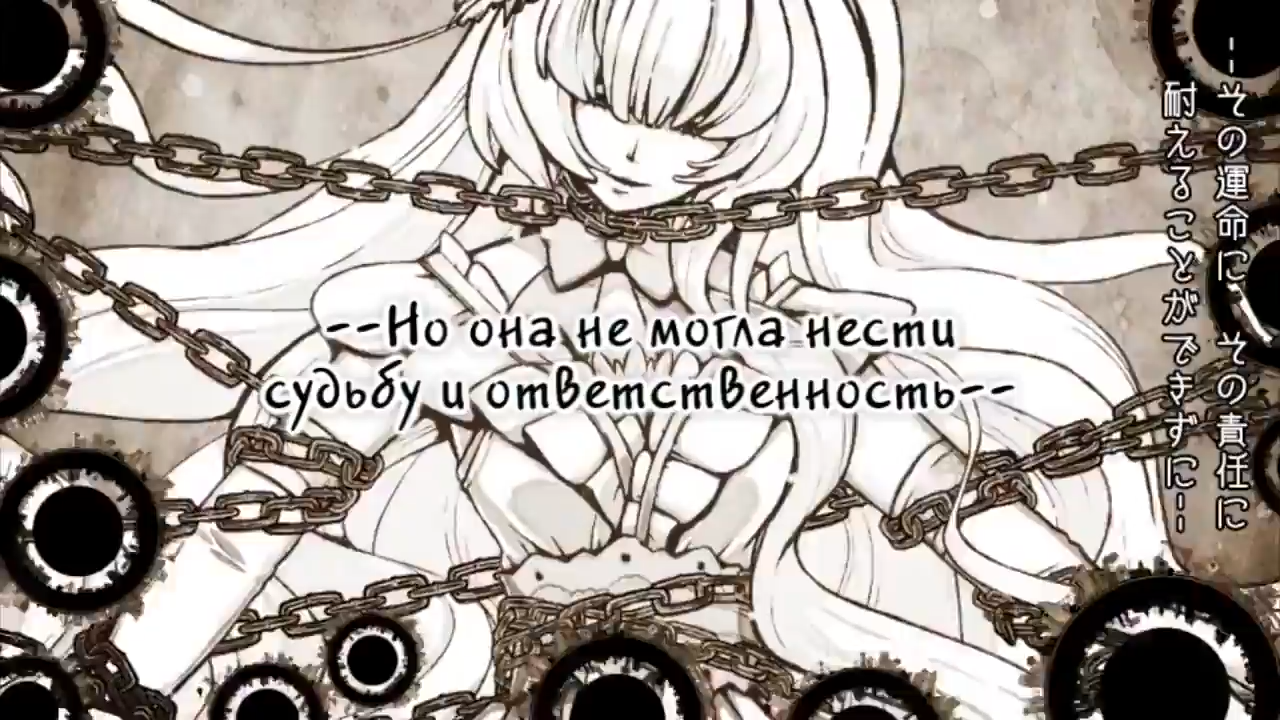 --Но она не могла нести
судьбу и ответственность--
--その運命に、その責任に
耐えることができずに--